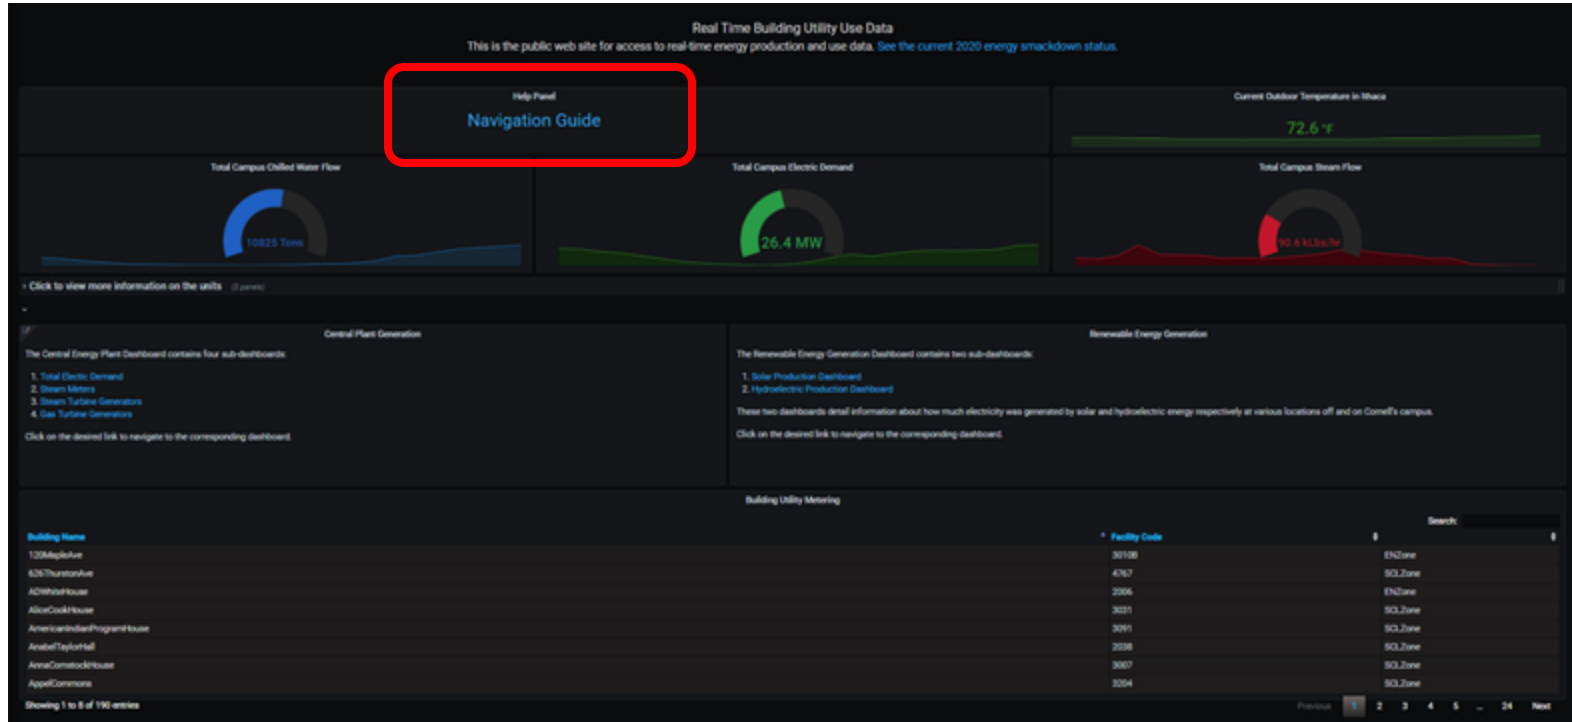 Real Time Building Utility Use Data
This is the public web site for access to real-time energy production and use data. See the current 2020 energy smackdown status.
Help Panel
Navigation Guide
Current Outdoor Temperature in Ithaca
72.6 °F
Total Campus Chilled Water Flow
10825 Tons
Total Campus Electric Demand
26.4 MW
Total Campus Steam Flow
90.6 kLbs/hr
Click to view more information on the units (3 panels)
Central Plant Generation
The Central Energy Plant Dashboard contains four sub-dashboards:
1. Total Electic Demand
2. Steam Meters
3. Steam Turbine Generators
4. Gas Turbine Generators
Click on the desired link to navigate to the corresponding dashboard.
Renewable Energy Generation
The Renewable Energy Generation Dashboard contains two sub-dashboards:
1. Solar Production Dashboard
2. Hydroelectric Production Dashboard
These two dashboards detail information about how much electricity was generated by solar and hydroelectric energy respectively at various locations off and on Cornell's campus.
Click on the desired link to navigate to the corresponding dashboard.
Building Utility Metering
Search:
Building Name Facility Code
120MapleAve 3010B ENZone
626ThurstonAve 4767 SCLZone
ADWhiteHouse 2006 ENZone
AliceCookHouse 3031 SCLZone
AmericanIndianProgramHouse 3091 SCLZone
AnabelTaylorHall 2038 SCLZone
AnnaComstockHouse 3007 SCLZone
AppelCommons 3204 SCLZone
Showing 1 to 8 of 190 entries
Previous 1 2 3 4 5 … 24 Next